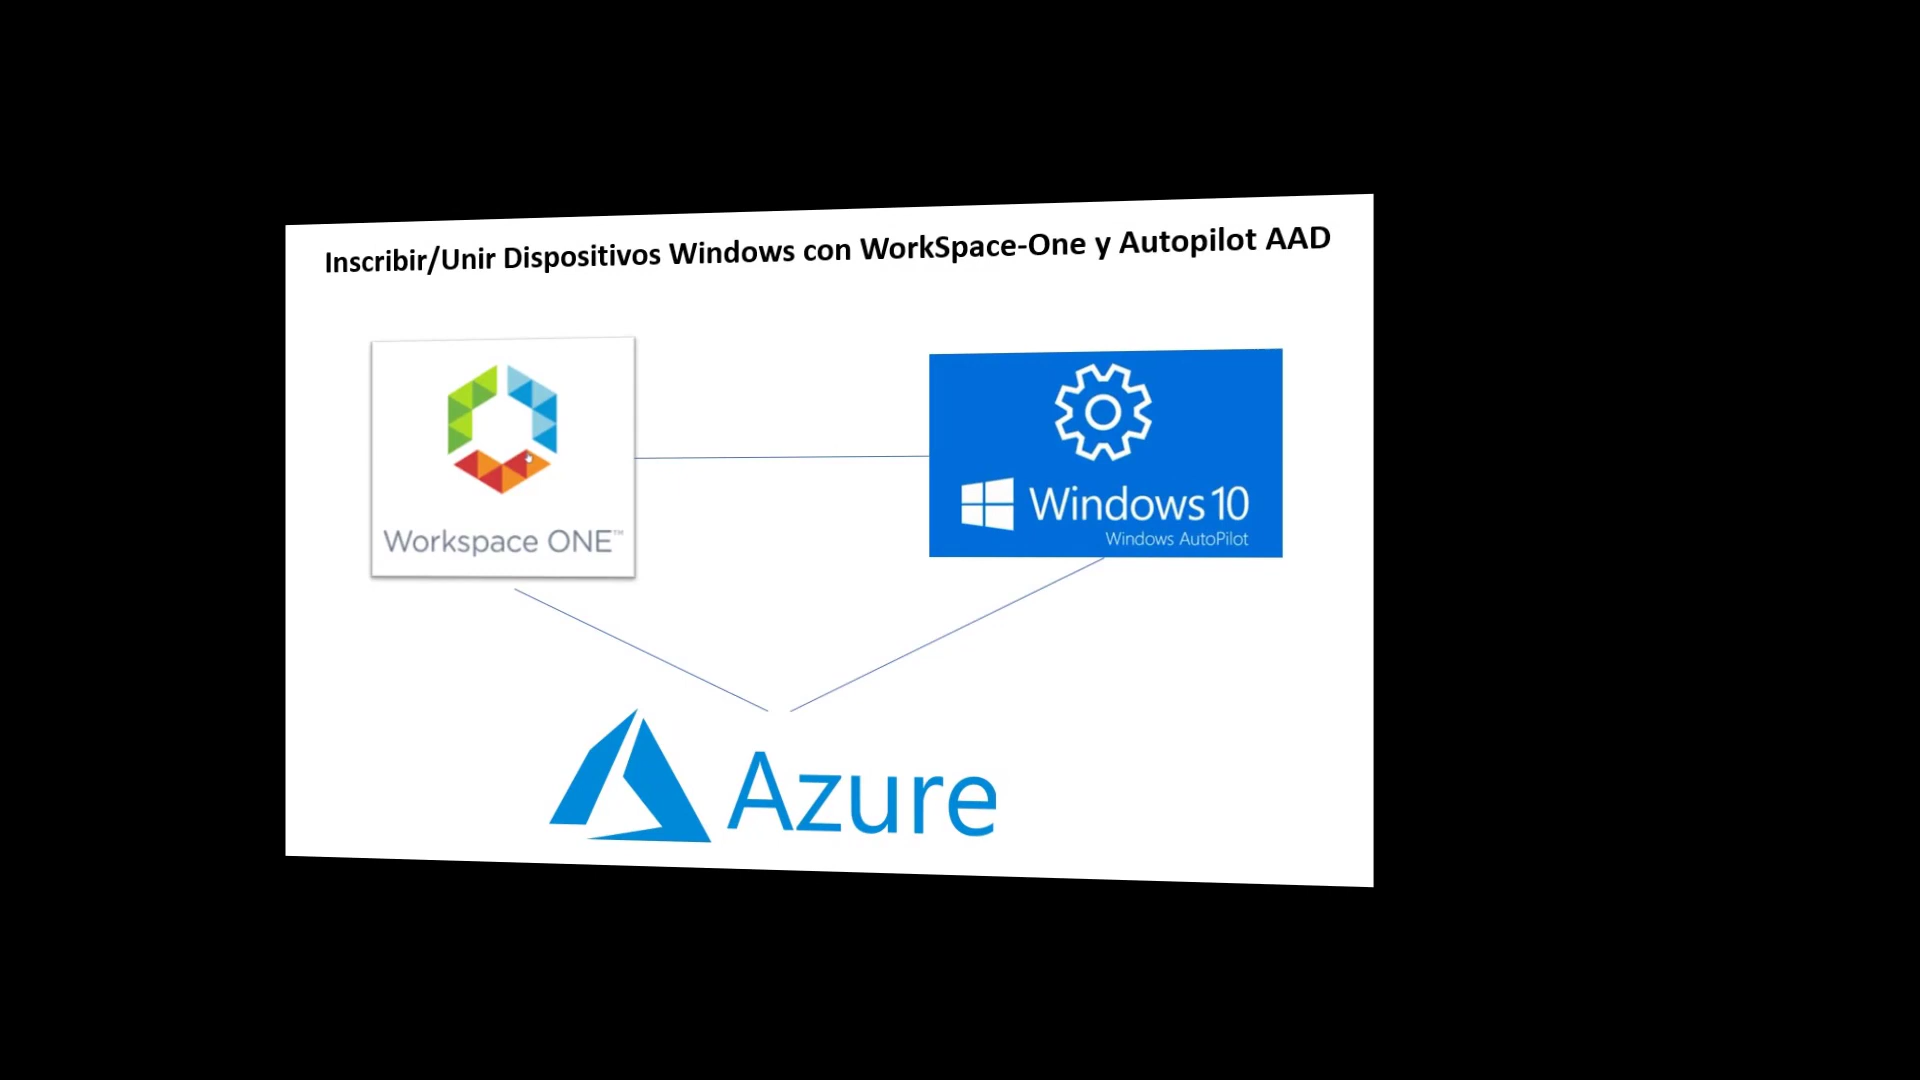 Inscribir/Unir Dispositivos Windows con WorkSpace-One y Autopilot AAD
Workspace ONE™
Windows 10
Windows AutoPilot
Azure